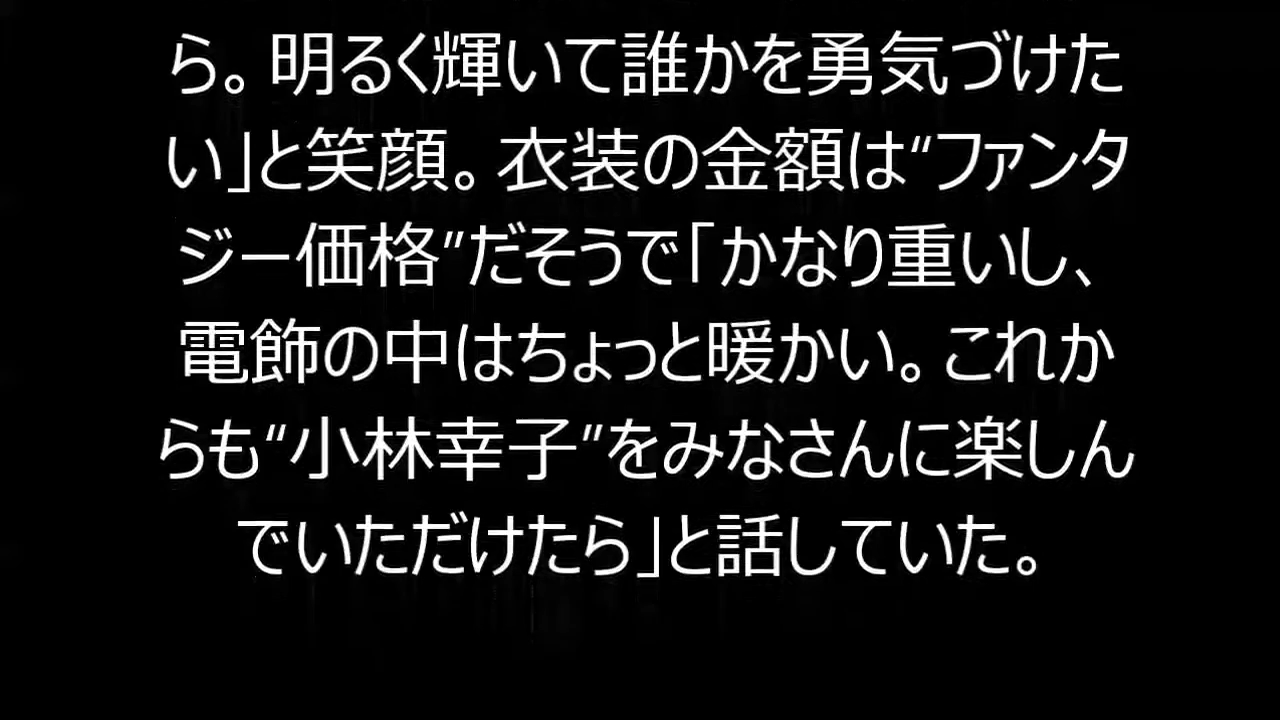 ら。明るく輝いて誰かを勇気づけた
い」と笑顔。衣装の金額は“ファンタ
ジー価格”だそうで「かなり重いし、
電飾の中はちょっと暖かい。これか
らも“小林幸子”をみなさんに楽しん
でいただけたら」と話していた。